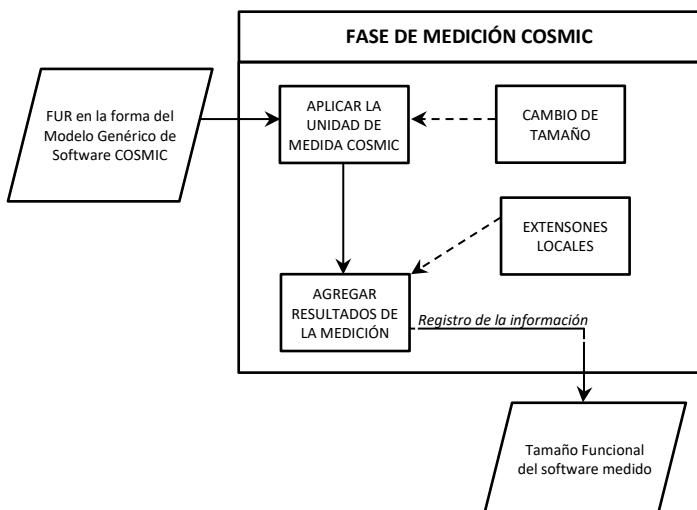 FASE DE MEDICIÓN COSMIC
FUR en la forma del
Modelo Genérico de
Software COSMIC
APLICAR LA
UNIDAD DE
MEDIDA COSMIC
CAMBIO DE
TAMAÑO
EXTENSONES
LOCALES
AGREGAR
RESULTADOS DE
LA MEDICIÓN
Registro de la información
Tamaño Funcional
del software medido